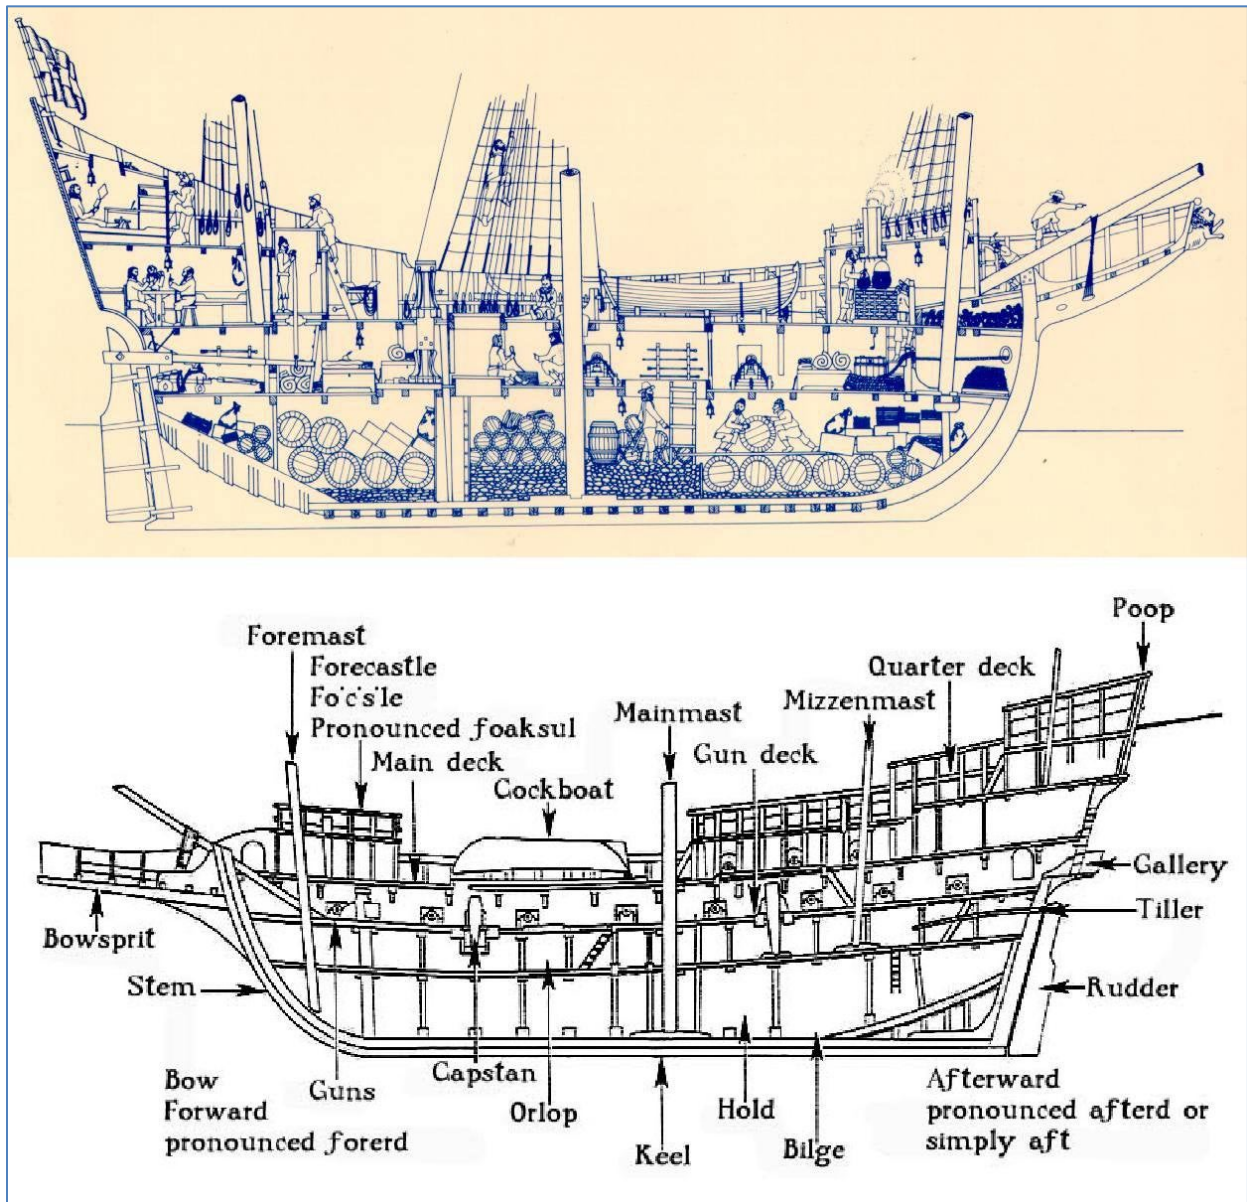 Poop
Foremast
Forecastle
Fo'c's'le
Pronounced foaksul
Main deck
Cockboat
Mainmast
Gun deck
Mizzenmast
Quarter deck
Gallery
Tiller
Rudder
Bowsprit
Stem
Bow
Forward
pronounced forerd
Guns
Capstan
Orlop
Keel
Hold
Bilge
Afterward
pronounced afterd or
simply aft